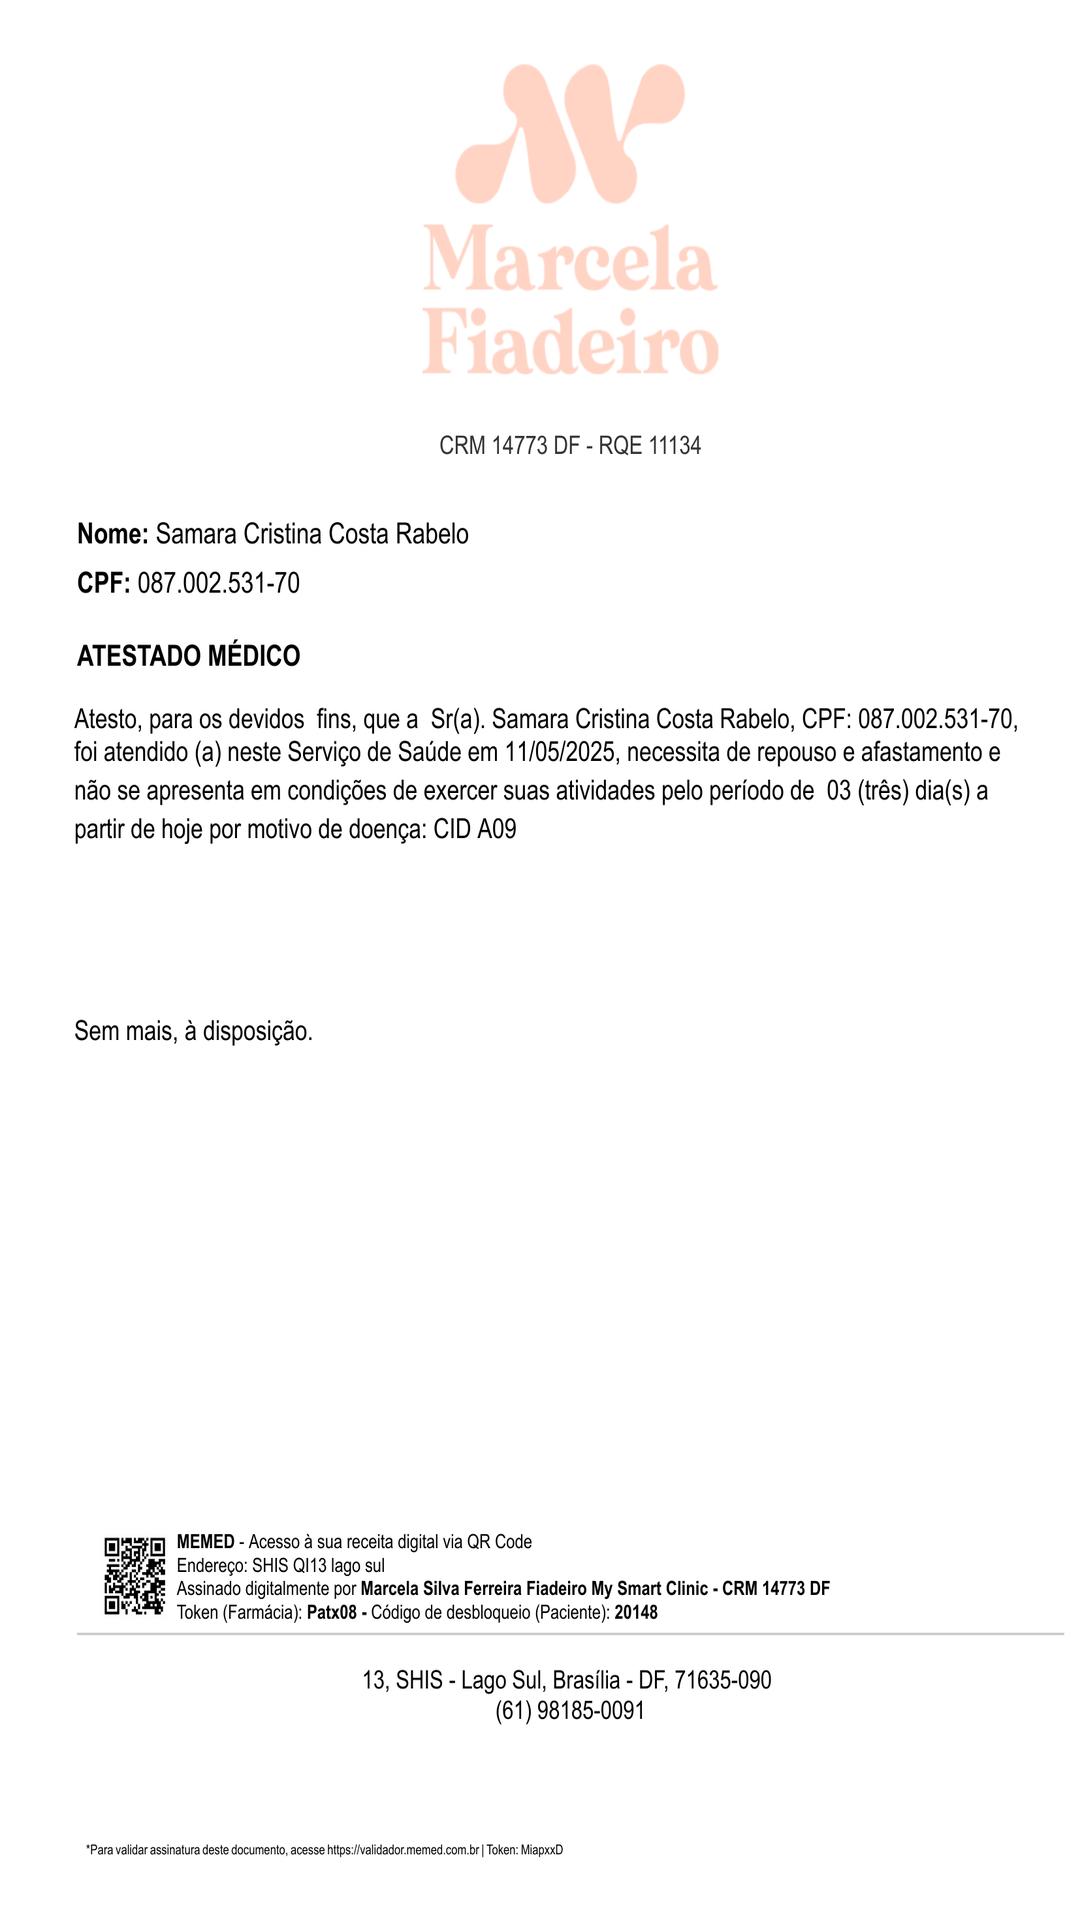 Marcela
Fiadeiro
CRM 14773 DF - RQE 11134
Nome: Samara Cristina Costa Rabelo
CPF: 087.002.531-70
ATESTADO MÉDICO
Atesto, para os devidos  fins, que a  Sr(a). Samara Cristina Costa Rabelo, CPF: 087.002.531-70,
foi atendido (a) neste Serviço de Saúde em 11/05/2025, necessita de repouso e afastamento e
não se apresenta em condições de exercer suas atividades pelo período de  03 (três) dia(s) a
partir de hoje por motivo de doença: CID A09
Sem mais, à disposição.
MEMED - Acesso à sua receita digital via QR Code
Endereço: SHIS QI13 lago sul
Assinado digitalmente por Marcela Silva Ferreira Fiadeiro My Smart Clinic - CRM 14773 DF
Token (Farmácia): Patx08 - Código de desbloqueio (Paciente): 20148
13, SHIS - Lago Sul, Brasília - DF, 71635-090
(61) 98185-0091
*Para validar assinatura deste documento, acesse https://validador.memed.com.br | Token: MiapxxD